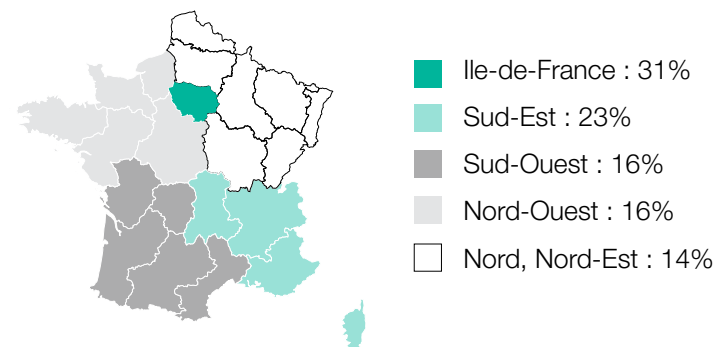 Ile-de-France : 31%
Sud-Est : 23%
Sud-Ouest : 16%
Nord-Ouest : 16%
Nord, Nord-Est : 14%